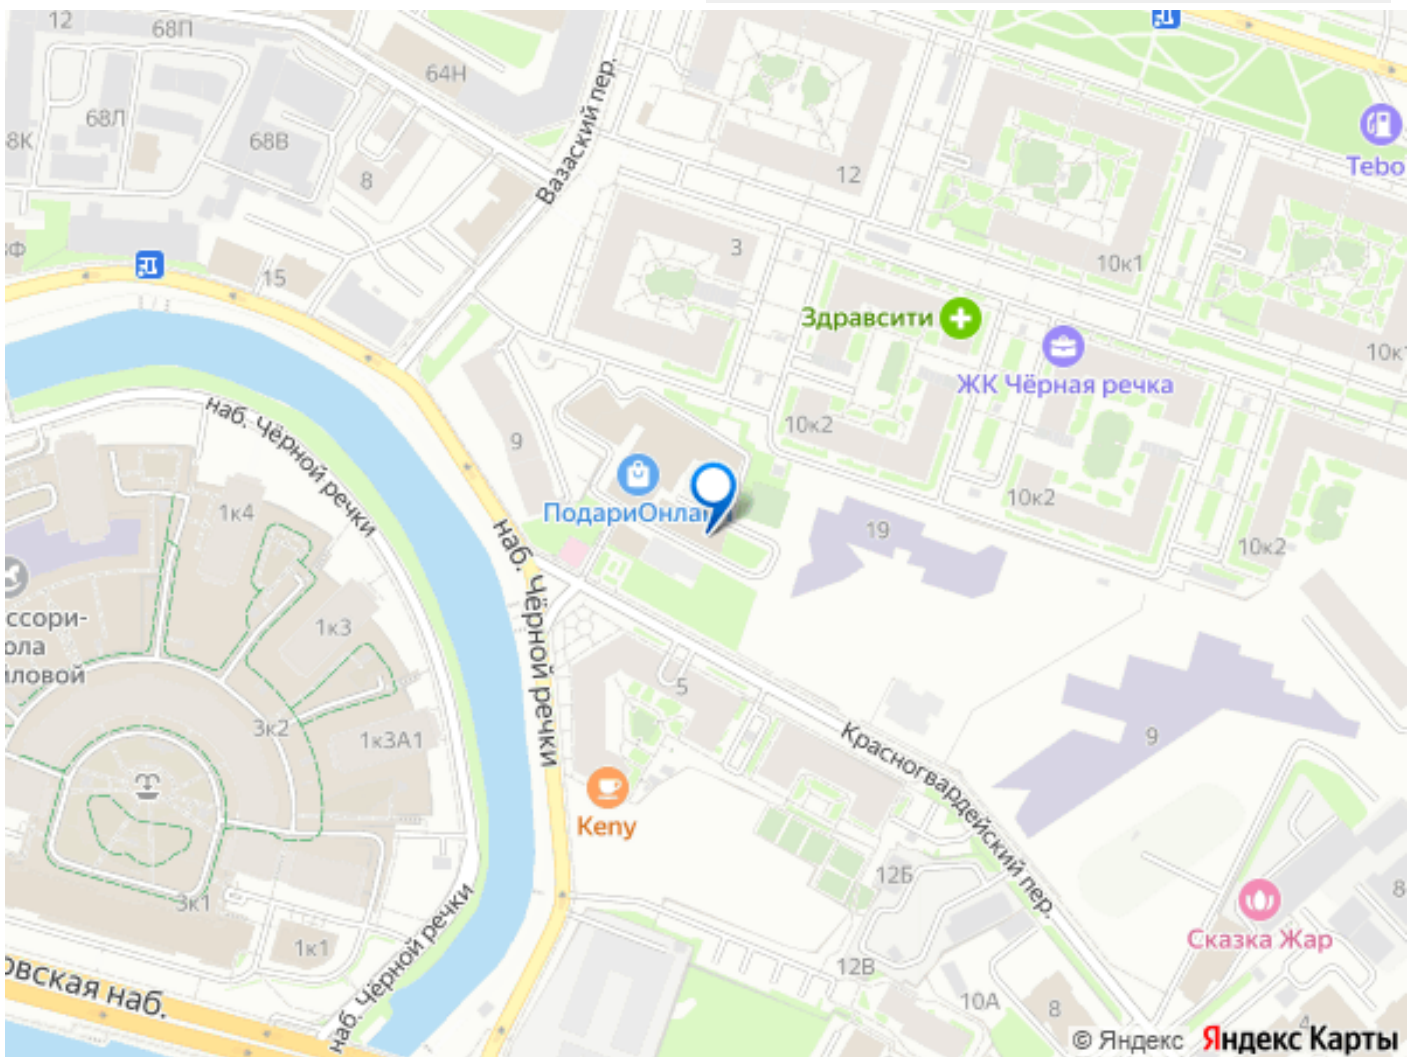 12
68П
64Н
68Л
68В
8К
8
Вазаский пер.
12
Tebo
3
10к1
15
Здравсити
ЖК Чёрная речка
10к1
наб. Чёрной речки
9
10к2
ПодариОнлай
10к2
1к4
наб. Чёрной речки
19
10к2
ссори-
ола
йловой
1к3
5
3к2
1к3А1
Красногвардейский пер.
9
Keny
12Б
8
3к1
наб. Чёрной речки
Сказка Жар
1к1
12В
10А
8
4
овская наб.
© Яндекс Яндекс Карты